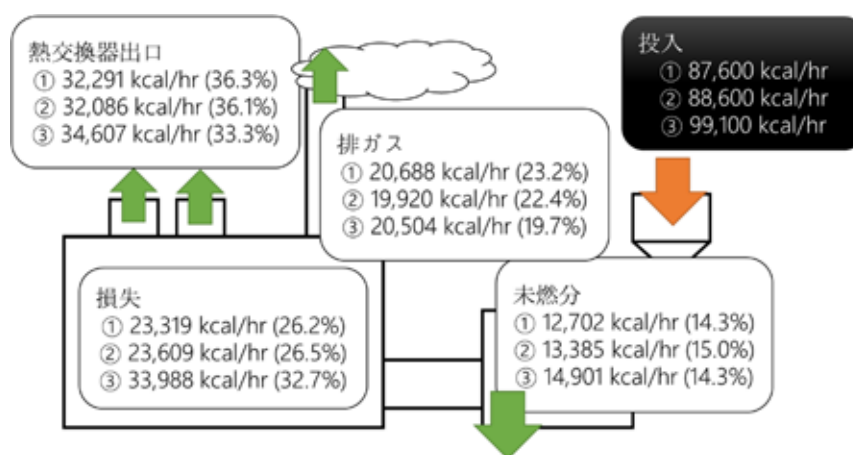 熱交換器出口
① 32,291 kcal/hr (36.3%)
② 32,086 kcal/hr (36.1%)
③ 34,607 kcal/hr (33.3%)
投入
① 87,600 kcal/hr
② 88,600 kcal/hr
③ 99,100 kcal/hr
排ガス
① 20,688 kcal/hr (23.2%)
② 19,920 kcal/hr (22.4%)
③ 20,504 kcal/hr (19.7%)
損失
① 23,319 kcal/hr (26.2%)
② 23,609 kcal/hr (26.5%)
③ 33,988 kcal/hr (32.7%)
未燃分
① 12,702 kcal/hr (14.3%)
② 13,385 kcal/hr (15.0%)
③ 14,901 kcal/hr (14.3%)